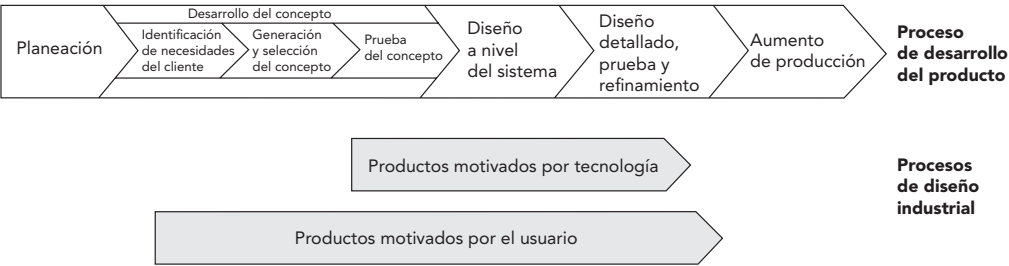 Desarrollo del concepto
Planeación
Identificación
de necesidades
del cliente
Generación
y selección
del concepto
Prueba
del concepto
Diseño
a nivel
del sistema
Diseño
detallado,
prueba y
refinamiento
Aumento
de producción
Proceso
de desarrollo
del producto
Productos motivados por tecnología
Procesos
de diseño
industrial
Productos motivados por el usuario